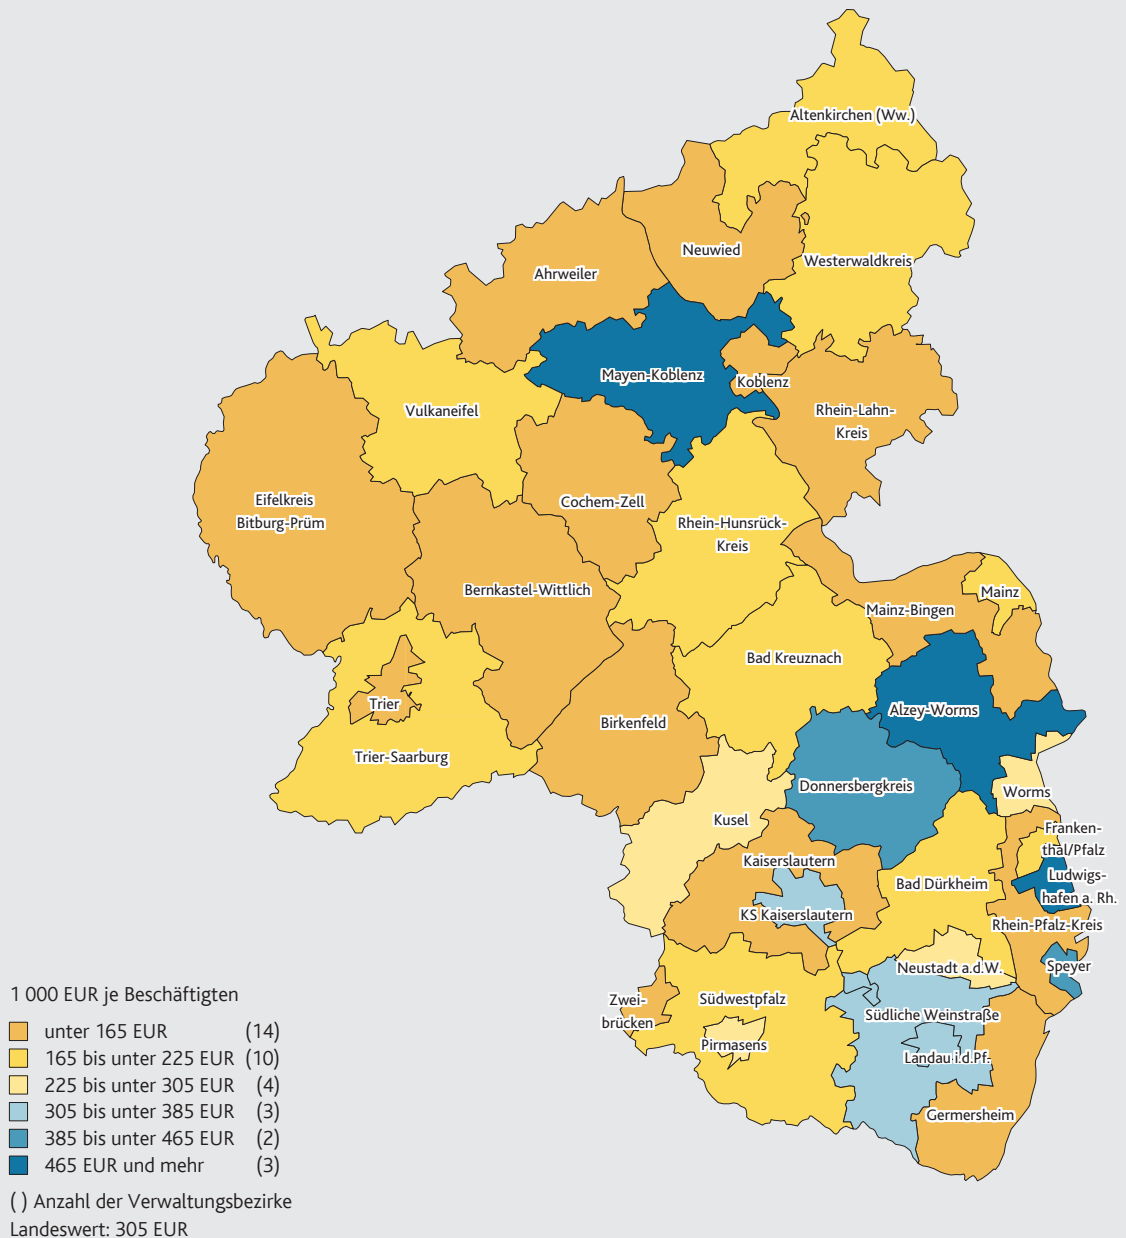 Altenkirchen (Ww.)
Neuwied
Westerwaldkreis
Ahrweiler
Mayen-Koblenz
Koblenz
Vulkaneifel
Rhein-Lahn-
Kreis
Eifelkreis
Bitburg-Prüm
Cochem-Zell
Rhein-Hunsrück-
Kreis
Bernkastel-Wittlich
Mainz
Mainz-Bingen
Bad Kreuznach
Trier
Alzey-Worms
Birkenfeld
Trier-Saarburg
Donnersbergkreis
Worms
Kusel
Franken-
thal/Pfalz
Kaiserslautern
Ludwigs-
hafen a. Rh.
Bad Dürkheim
KS Kaiserslautern
Rhein-Pfalz-Kreis
Neustadt a.d.W.
Speyer
Zwei-
brücken
Südwestpfalz
Südliche Weinstraße
Pirmasens
Landau i.d.Pf.
Germersheim
1 000 EUR je Beschäftigten
unter 165 EUR (14)
165 bis unter 225 EUR (10)
225 bis unter 305 EUR (4)
305 bis unter 385 EUR (3)
385 bis unter 465 EUR (2)
465 EUR und mehr (3)
( ) Anzahl der Verwaltungsbezirke
Landeswert: 305 EUR